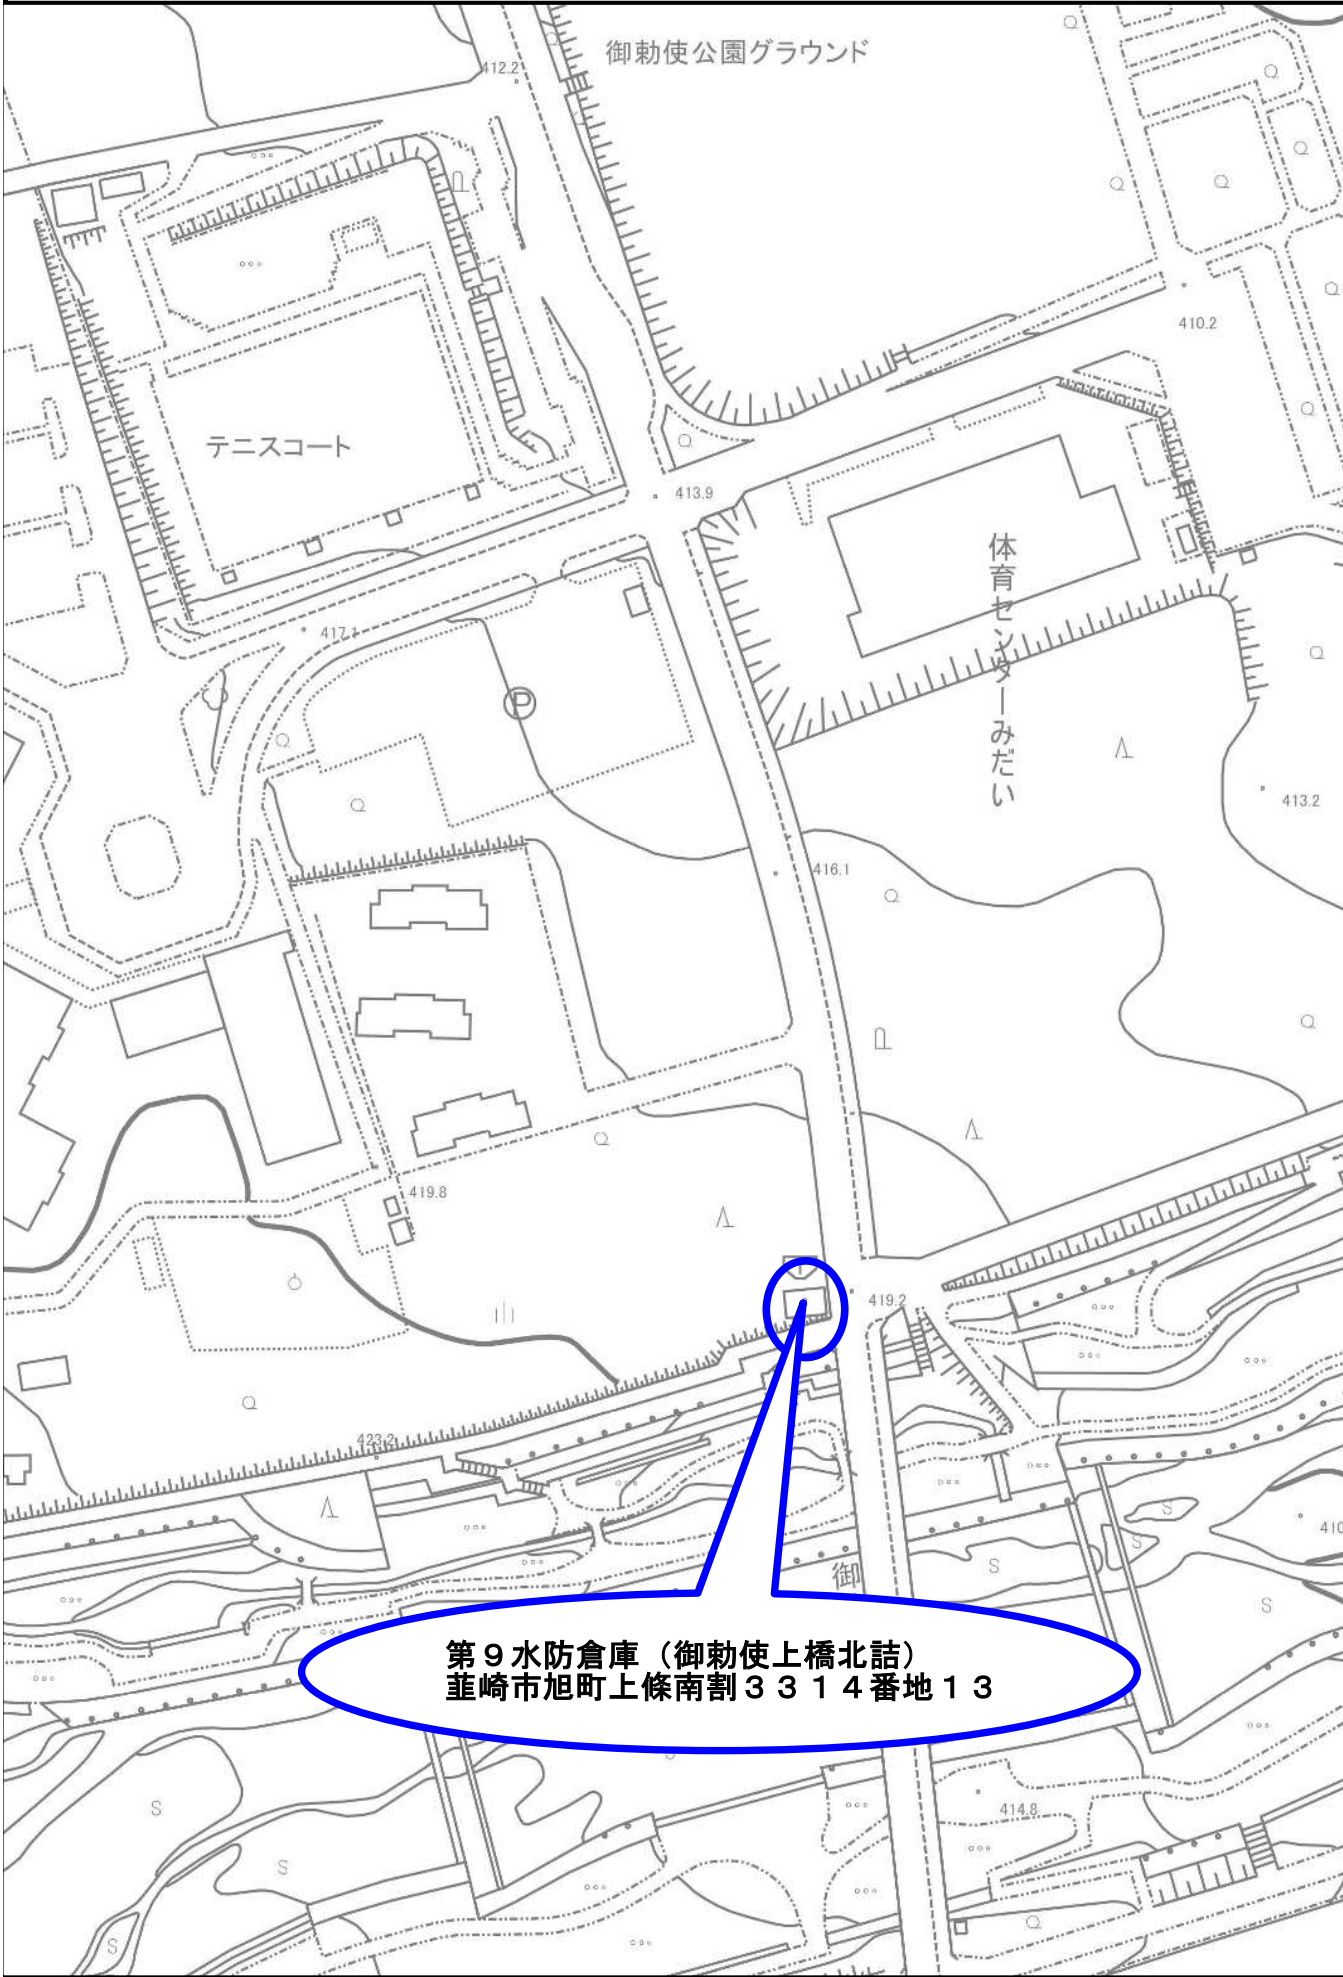 御勅使公園グラウンド
412.2
410.2
テニスコート
413.9
体育センターみだい
417.1
P
413.2
416.1
419.8
419.2
423.2
410
御
第９水防倉庫（御勅使上橋北詰）
韮崎市旭町上條南割３３１４番地１３
414.8